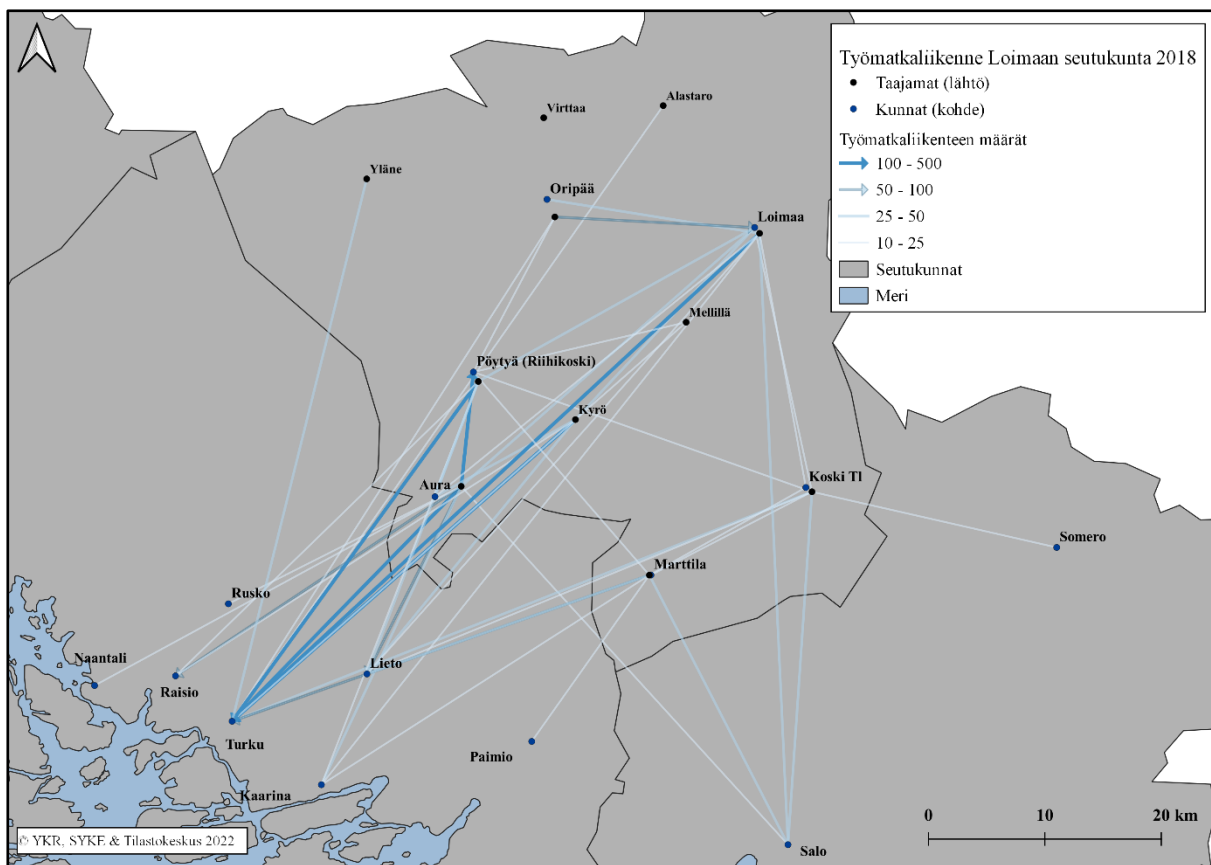 Työmatkaliikenne Loimaan seutukunta 2018
Taajamat (lähtö)
Kunnat (kohde)
Työmatkaliikenteen määrät
100 - 500
50 - 100
25 - 50
10 - 25
Seutukunnat
Meri
Alastaro
Virttaa
Yläne
Oripää
Loimaa
Mellillä
Pöytyä (Riihikoski)
Kyrö
Aura
Koski Tl
Somero
Marttila
Rusko
Naantali
Lieto
Raisio
Turku
Paimio
Kaarina
Salo
0 10 20 km
© YKR, SYKE & Tilastokeskus 2022